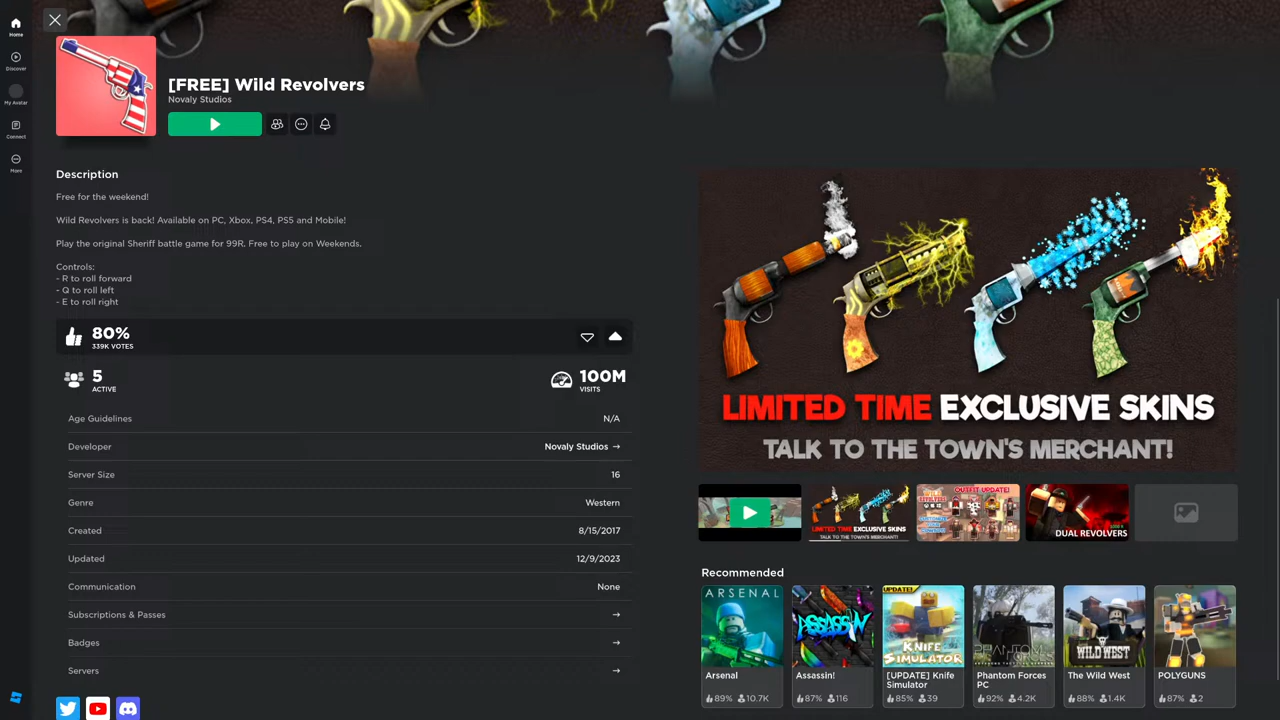 Home
Discover
My Avatar
Connect
More
[FREE] Wild Revolvers
Novaly Studios
Description
Free for the weekend!
Wild Revolvers is back! Available on PC, Xbox, PS4, PS5 and Mobile!
Play the original Sheriff battle game for 99R. Free to play on Weekends.
Controls:
- R to roll forward
- Q to roll left
- E to roll right
80%
339K VOTES
5
ACTIVE
100M
VISITS
Age Guidelines N/A
Developer Novaly Studios →
Server Size 16
Genre Western
Created 8/15/2017
Updated 12/9/2023
Communication None
Subscriptions & Passes →
Badges →
Servers →
LIMITED TIME EXCLUSIVE SKINS
TALK TO THE TOWN'S MERCHANT!
LIMITED TIME EXCLUSIVE SKINS
TALK TO THE TOWN'S MERCHANT!
OUTFIT UPDATE!
DUAL REVOLVERS
Recommended
ARSENAL
Arsenal
89% 10.7K
ASSASSIN
Assassin!
87% 116
UPDATE!
KNIFE
SIMULATOR
[UPDATE] Knife
Simulator
85% 39
PHANTOM FORCES
Phantom Forces
PC
92% 4.2K
THE
WILD WEST
The Wild West
88% 1.4K
POLYGUNS
87% 2